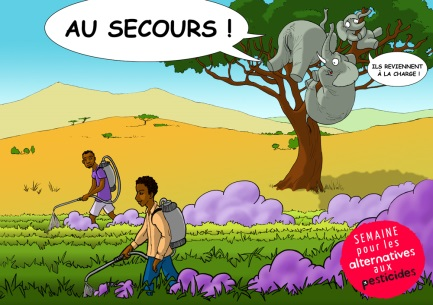 AU SECOURS !
ILS REVIENNENT
À LA CHARGE !
SEMAINE
pour les
alternatives
aux
pesticides